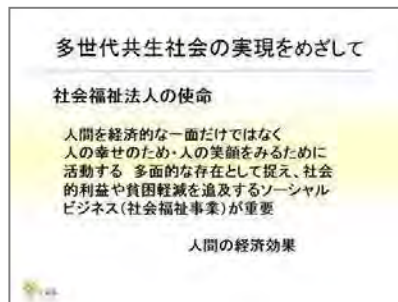 多世代共生社会の実現をめざして
社会福祉法人の使命
人間を経済的な一面だけではなく
人の幸せのため・人の笑顔をみるために
活動する 多面的な存在として捉え、社会
的利益や貧困軽減を追及するソーシャル
ビジネス(社会福祉事業)が重要
人間の経済効果